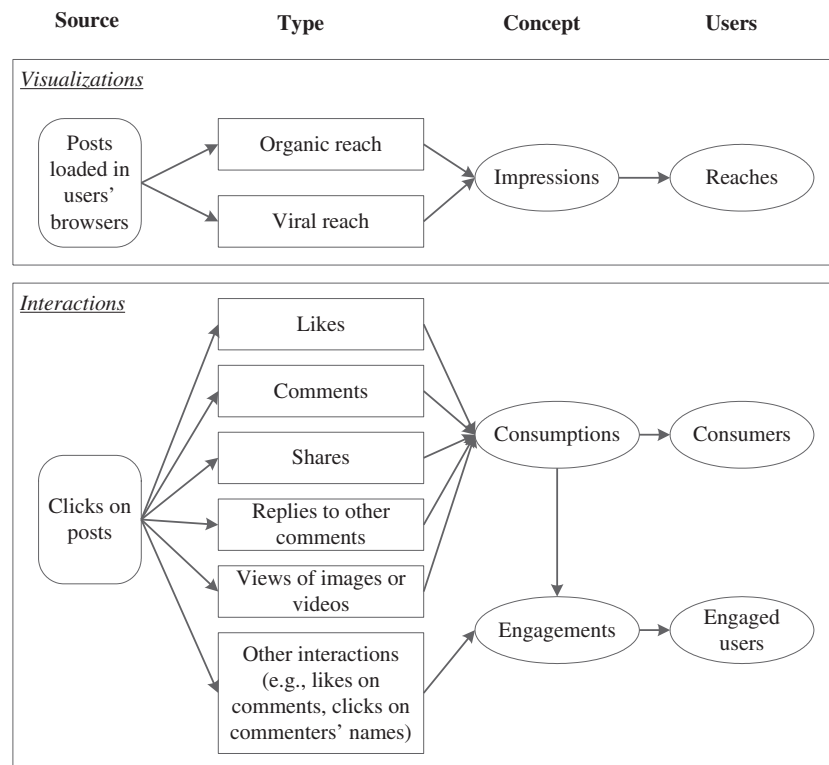 Source
Type
Concept
Users
Visualizations
Posts
loaded in
users’
browsers
Organic reach
Viral reach
Impressions
Reaches
Interactions
Clicks on
posts
Likes
Comments
Shares
Replies to other
comments
Views of images or
videos
Other interactions
(e.g., likes on
comments, clicks on
commenters’ names)
Consumptions
Consumers
Engagements
Engaged
users